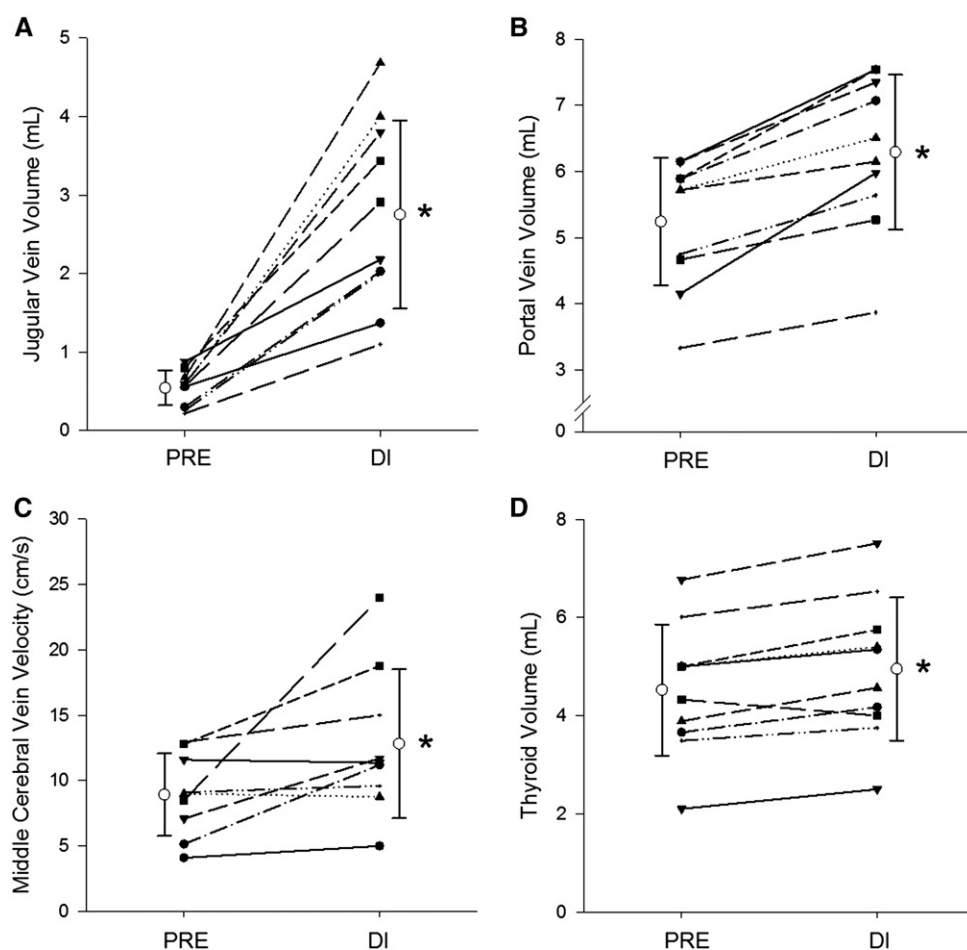 A
Jugular Vein Volume (mL)
5
4
3
2
1
0
*
PRE DI
B
Portal Vein Volume (mL)
8
7
6
5
4
3
0
*
PRE DI
C
Middle Cerebral Vein Velocity (cm/s)
30
25
20
15
10
5
0
*
PRE DI
D
Thyroid Volume (mL)
8
6
4
2
0
*
PRE DI